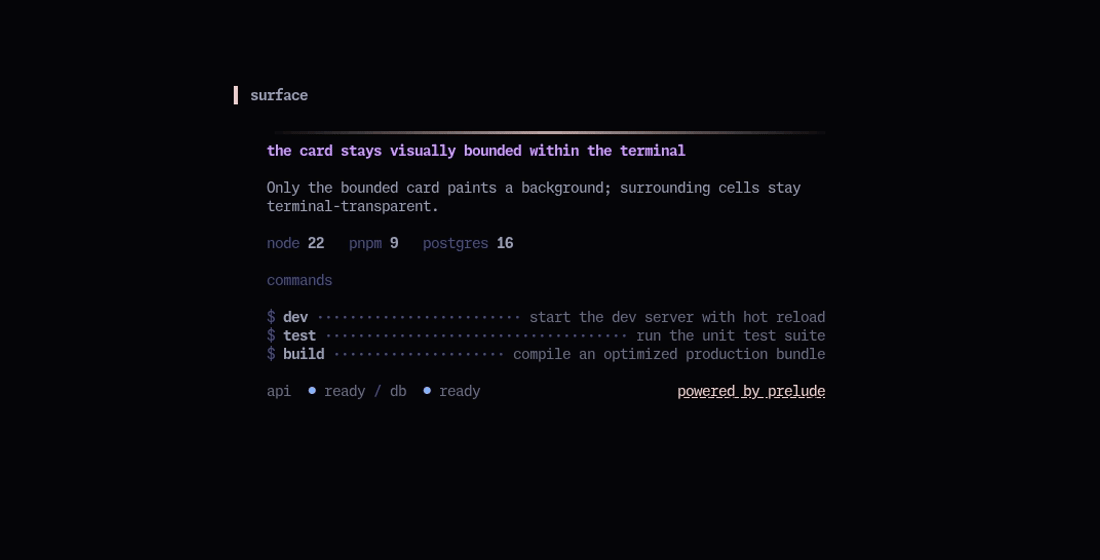 surface
the card stays visually bounded within the terminal
Only the bounded card paints a background; surrounding cells stay
terminal-transparent.
node 22 pnpm 9 postgres 16
commands
$ dev ························· start the dev server with hot reload
$ test ····································· run the unit test suite
$ build ····················· compile an optimized production bundle
api ● ready / db ● ready powered by prelude